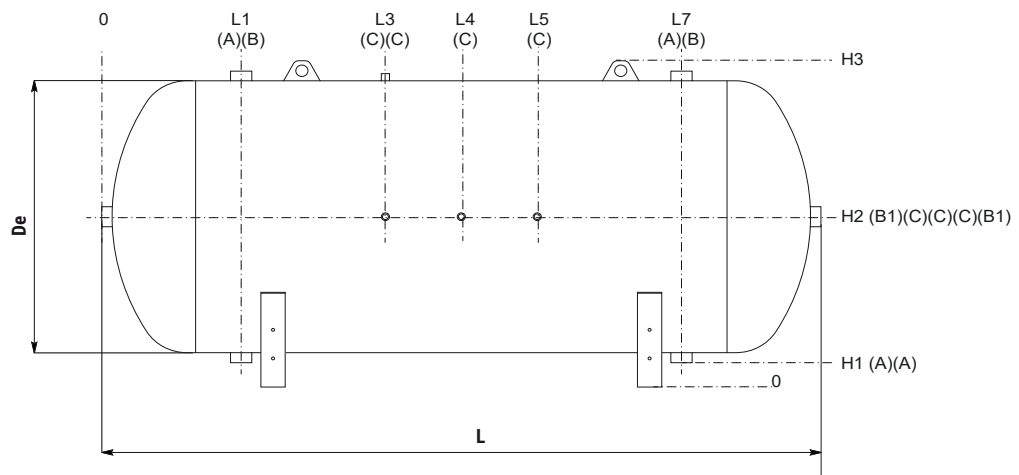 0 L1 L3 L4 L5 L7
(A)(B) (C)(C) (C) (C) (A)(B)
H3
De
H2 (B1)(C)(C)(C)(B1)
H1 (A)(A)
0
L